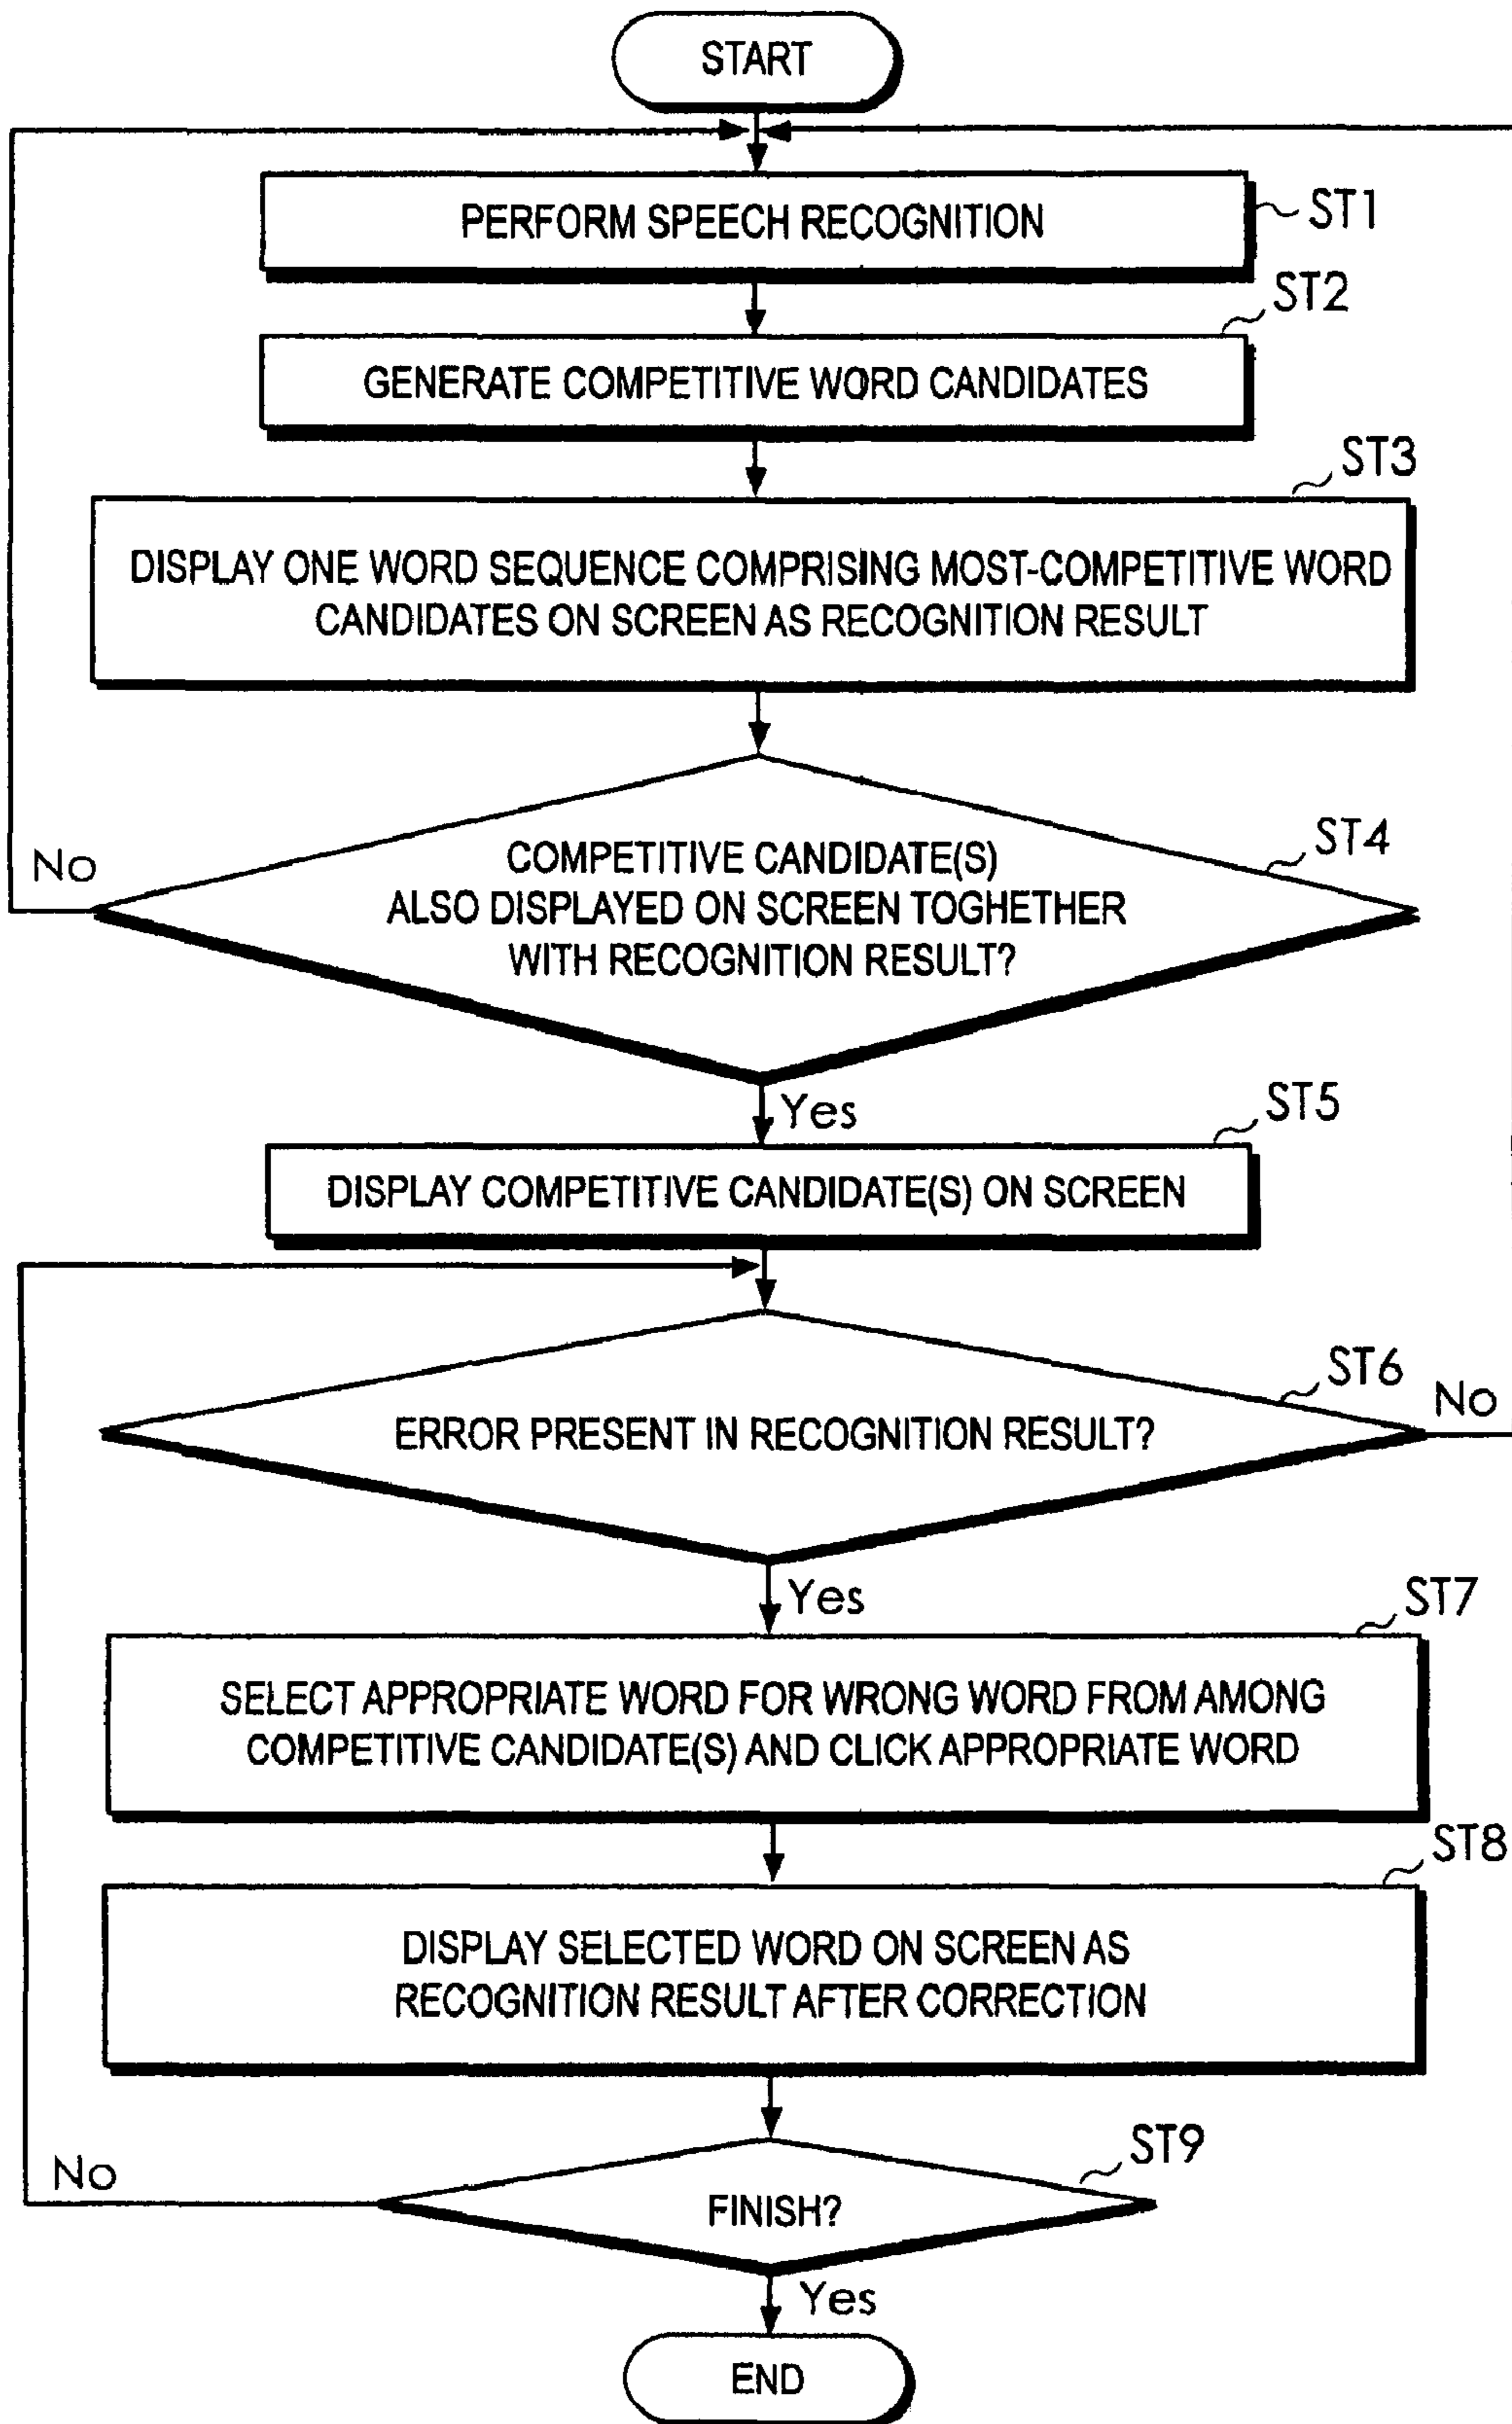 START
PERFORM SPEECH RECOGNITION
ST1
ST2
GENERATE COMPETITIVE WORD CANDIDATES
ST3
DISPLAY ONE WORD SEQUENCE COMPRISING MOST-COMPETITIVE WORD
CANDIDATES ON SCREEN AS RECOGNITION RESULT
ST4
No
COMPETITIVE CANDIDATE(S)
ALSO DISPLAYED ON SCREEN TOGHETHER
WITH RECOGNITION RESULT?
Yes
ST5
DISPLAY COMPETITIVE CANDIDATE(S) ON SCREEN
ST6
No
ERROR PRESENT IN RECOGNITION RESULT?
Yes
ST7
SELECT APPROPRIATE WORD FOR WRONG WORD FROM AMONG
COMPETITIVE CANDIDATE(S) AND CLICK APPROPRIATE WORD
ST8
DISPLAY SELECTED WORD ON SCREEN AS
RECOGNITION RESULT AFTER CORRECTION
ST9
No
FINISH?
Yes
END